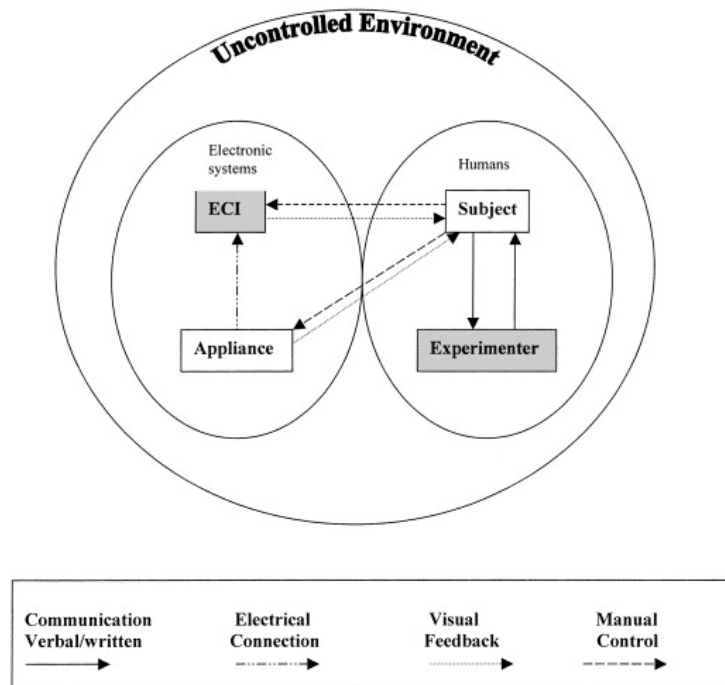 Uncontrolled Environment
Electronic
systems
Humans
ECI
Subject
Appliance
Experimenter
Communication
Verbal/written
Electrical
Connection
Visual
Feedback
Manual
Control